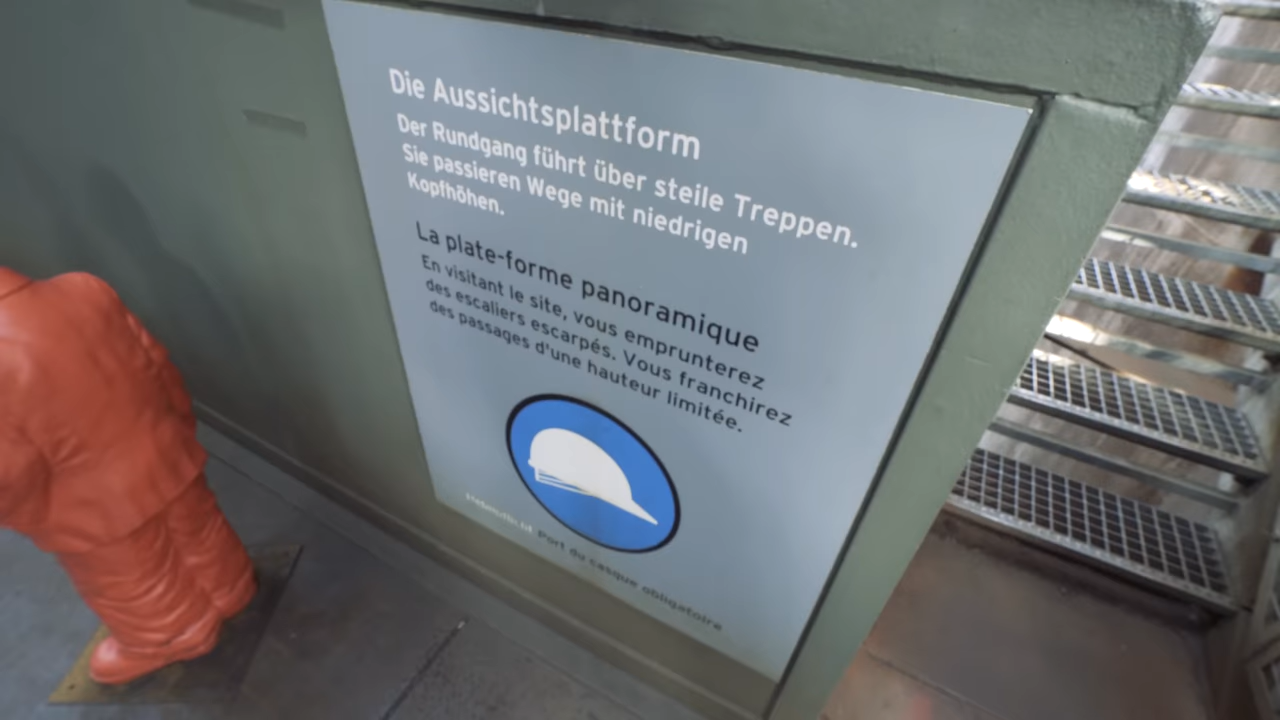 Die Aussichtsplattform
Der Rundgang führt über steile Treppen.
Sie passieren Wege mit niedrigen
Kopfhöhen.
La plate-forme panoramique
En visitant le site, vous emprunterez
des escaliers escarpés. Vous franchirez
des passages d'une hauteur limitée.
Helmpflicht Port du casque obligatoire